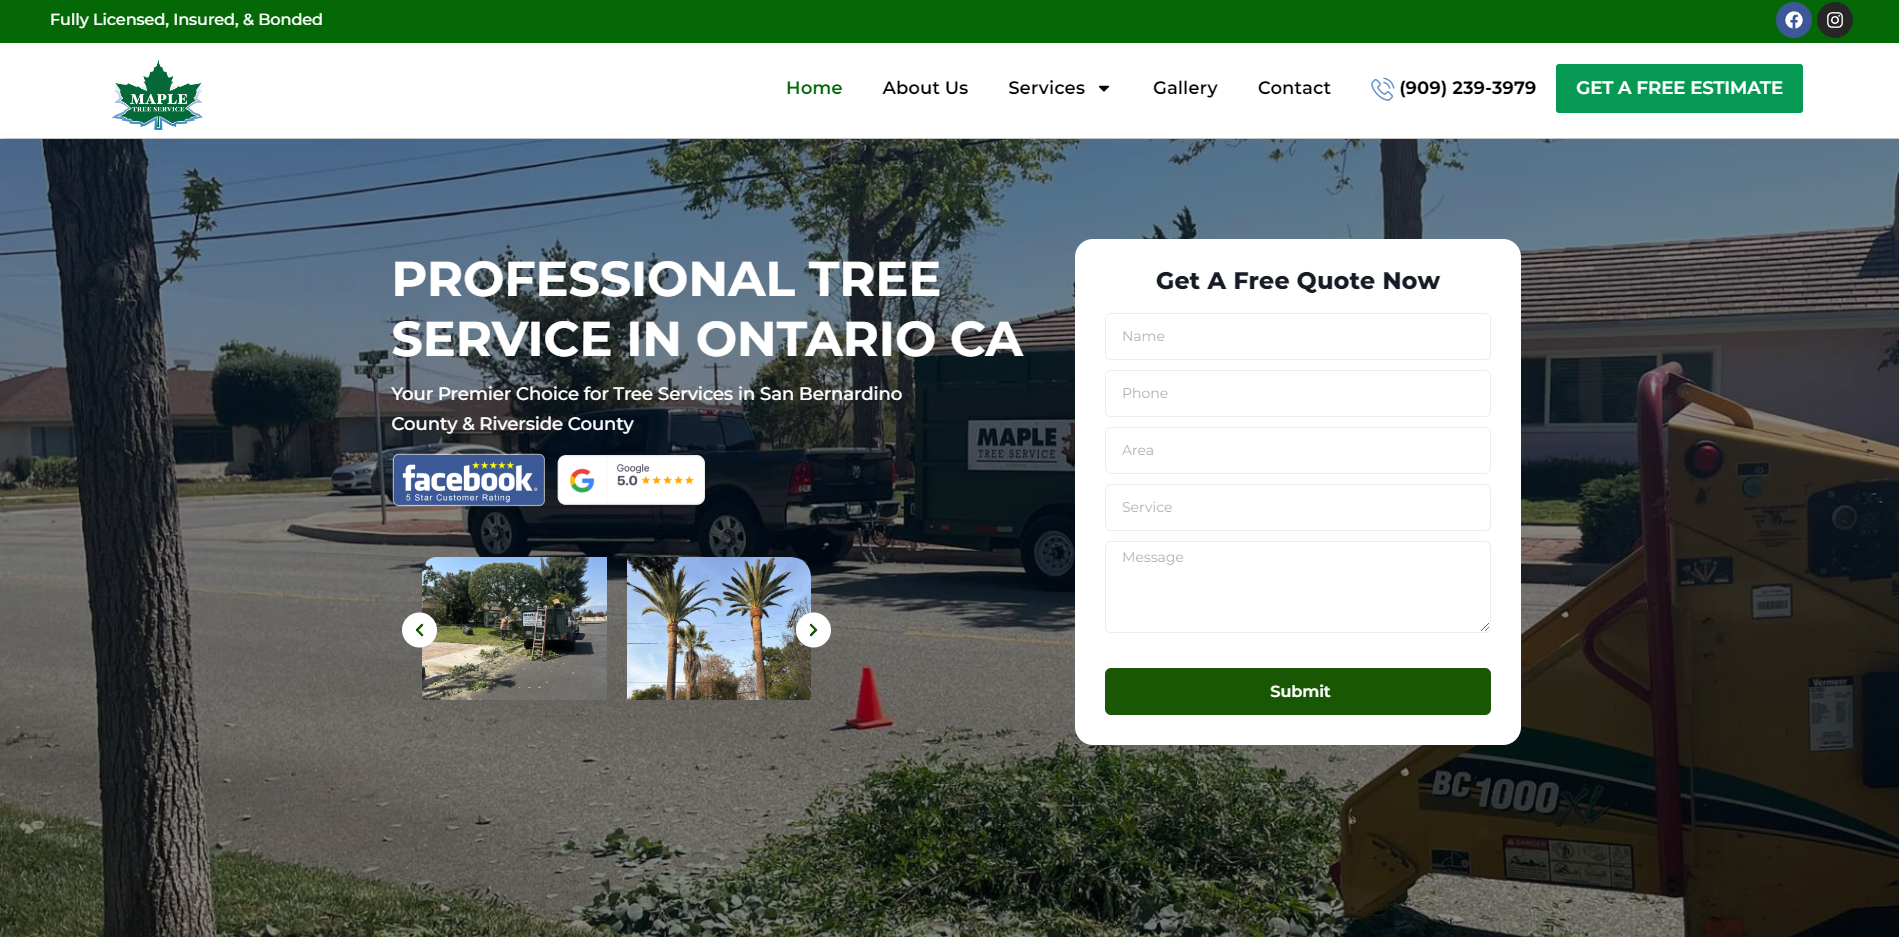 Fully Licensed, Insured, & Bonded
MAPLE
TREE SERVICE
Home
About Us
Services
Gallery
Contact
(909) 239-3979
GET A FREE ESTIMATE
PROFESSIONAL TREE
SERVICE IN ONTARIO CA
Your Premier Choice for Tree Services in San Bernardino
County & Riverside County
facebook
5 Star Customer Rating
Google
5.0
MAPLE
TREE SERVICE
Get A Free Quote Now
Name
Phone
Area
Service
Message
Submit
Vermeer
BC1000XL